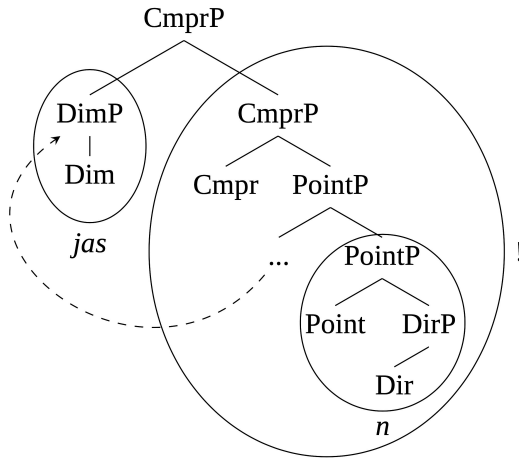 CmprP
DimP CmprP
Dim Cmpr PointP
jas ... PointP
Point DirP
Dir
n